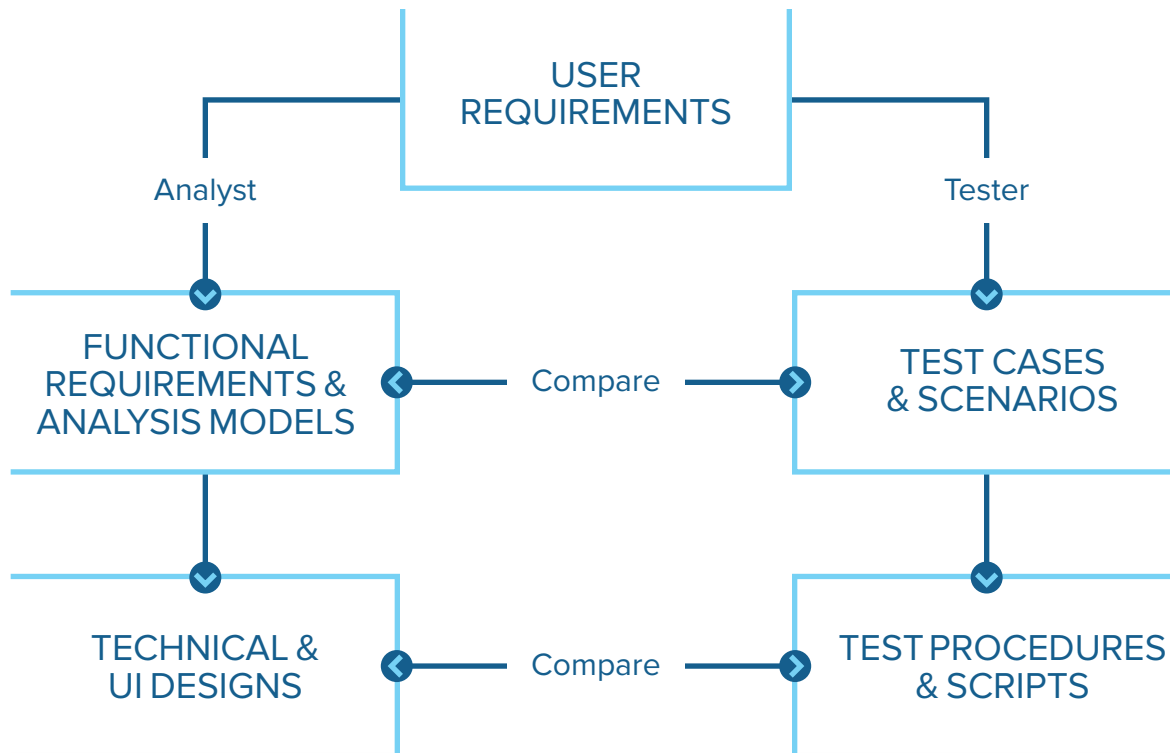 USER
REQUIREMENTS
Analyst
Tester
FUNCTIONAL
REQUIREMENTS &
ANALYSIS MODELS
Compare
TEST CASES
& SCENARIOS
TECHNICAL &
UI DESIGNS
Compare
TEST PROCEDURES
& SCRIPTS